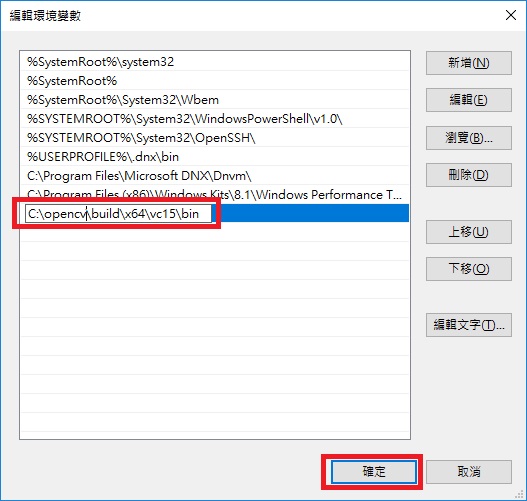 編輯環境變數
%SystemRoot%\system32
%SystemRoot%
%SystemRoot%\System32\Wbem
%SYSTEMROOT%\System32\WindowsPowerShell\v1.0\
%SYSTEMROOT%\System32\OpenSSH\
%USERPROFILE%\.dnx\bin
C:\Program Files\Microsoft DNX\Dnvm\
C:\Program Files (x86)\Windows Kits\8.1\Windows Performance T...
C:\opencv\build\x64\vc15\bin
新增(N)
編輯(E)
瀏覽(B)...
刪除(D)
上移(U)
下移(O)
編輯文字(T)...
確定
取消